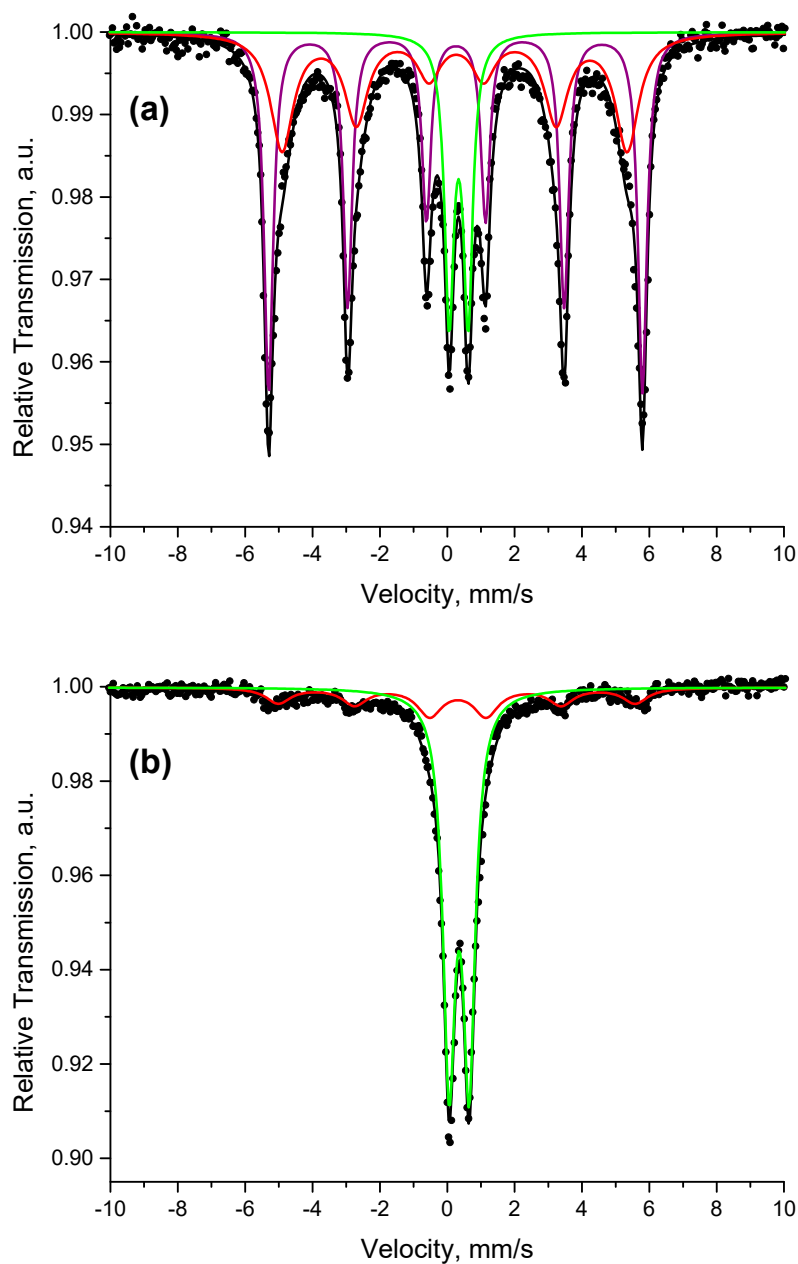 1.00
0.99
0.98
0.97
0.96
0.95
0.94
Relative Transmission, a.u.
(a)
-10 -8 -6 -4 -2 0 2 4 6 8 10
Velocity, mm/s
1.00
0.98
0.96
0.94
0.92
0.90
Relative Transmission, a.u.
(b)
-10 -8 -6 -4 -2 0 2 4 6 8 10
Velocity, mm/s